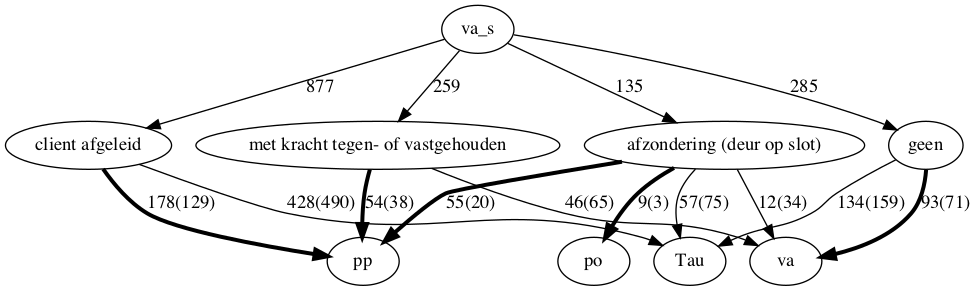 va_s
877
259
135
285
client afgeleid
met kracht tegen- of vastgehouden
afzondering (deur op slot)
geen
178(129)
428(490)
54(38)
55(20)
46(65)
9(3)
57(75)
12(34)
134(159)
93(71)
pp
po
Tau
va